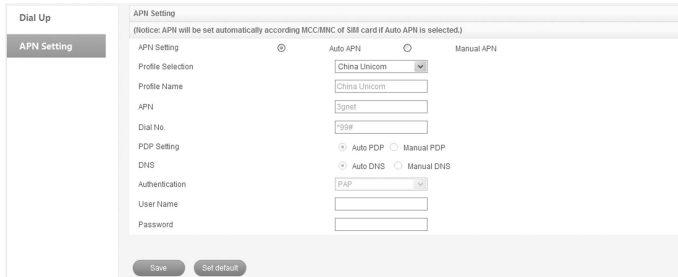 Dial Up
APN Setting
APN Setting
(Notice: APN will be set automatically according MCC/MNC of SIM card if Auto APN is selected.)
APN Setting Auto APN Manual APN
Profile Selection China Unicom
Profile Name China Unicom
APN 3gnet
Dial No. *99#
PDP Setting Auto PDP Manual PDP
DNS Auto DNS Manual DNS
Authentication PAP
User Name
Password
Save Set default